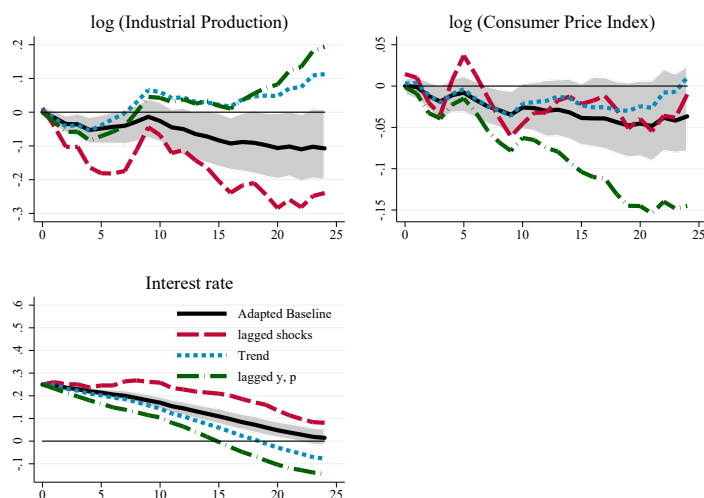 log (Industrial Production)
.2
.1
0
-.1
-.2
-.3
0 5 10 15 20 25
log (Consumer Price Index)
.05
0
-.05
-.1
-.15
0 5 10 15 20 25
Interest rate
.6
.5
.4
.3
.2
.1
0
-.1
0 5 10 15 20 25
Adapted Baseline
lagged shocks
Trend
lagged y, p